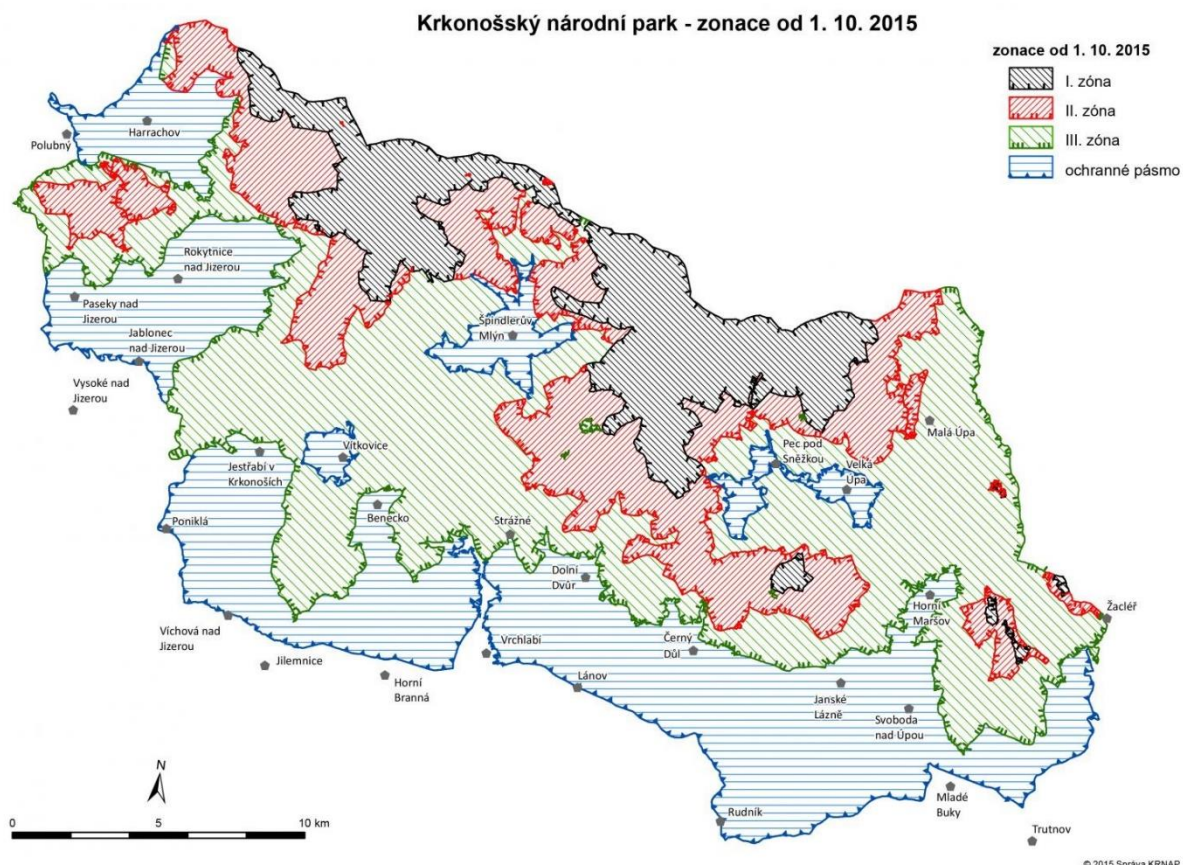 Krkonošský národní park - zonace od 1. 10. 2015
zonace od 1. 10. 2015
I. zóna
II. zóna
III. zóna
ochranné pásmo
Polubný
Harrachov
Rokytnice
nad Jizerou
Paseky nad
Jizerou
Jablonec
nad Jizerou
Vysoké nad
Jizerou
Špindlerův
Mlýn
Malá Úpa
Pec pod
Sněžkou
Velká
Úpa
Vítkovice
Jestřabí v
Krkonoších
Benecko
Poniklá
Strážné
Dolní
Dvůr
Horní
Maršov
Žacléř
Víchová nad
Jizerou
Jilemnice
Horní
Branná
Vrchlabí
Lánov
Černý
Důl
Janské
Lázně
Svoboda
nad Úpou
Mladé
Buky
Rudník
Trutnov
N
0 5 10 km
© 2015 Správa KRNAP